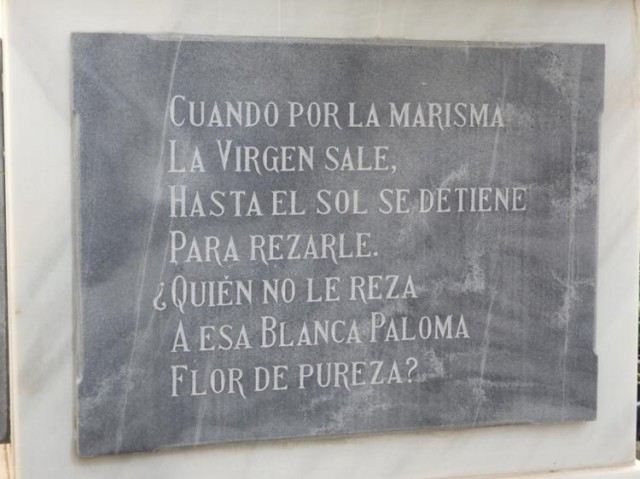 CUANDO POR LA MARISMA
LA VIRGEN SALE,
HASTA EL SOL SE DETIENE
PARA REZARLE.
¿QUIÉN NO LE REZA
A ESA BLANCA PALOMA
FLOR DE PUREZA?